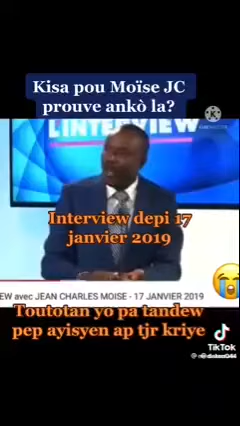 Kisa pou Moïse JC
prouve ankò la?
L'INTERVIEW
Interview depi 17
janvier 2019
EW avec JEAN CHARLES MOISE - 17 JANVIER 2019
Toutotan yo pa tandew
pep ayisyen ap tjr kriye
TikTok